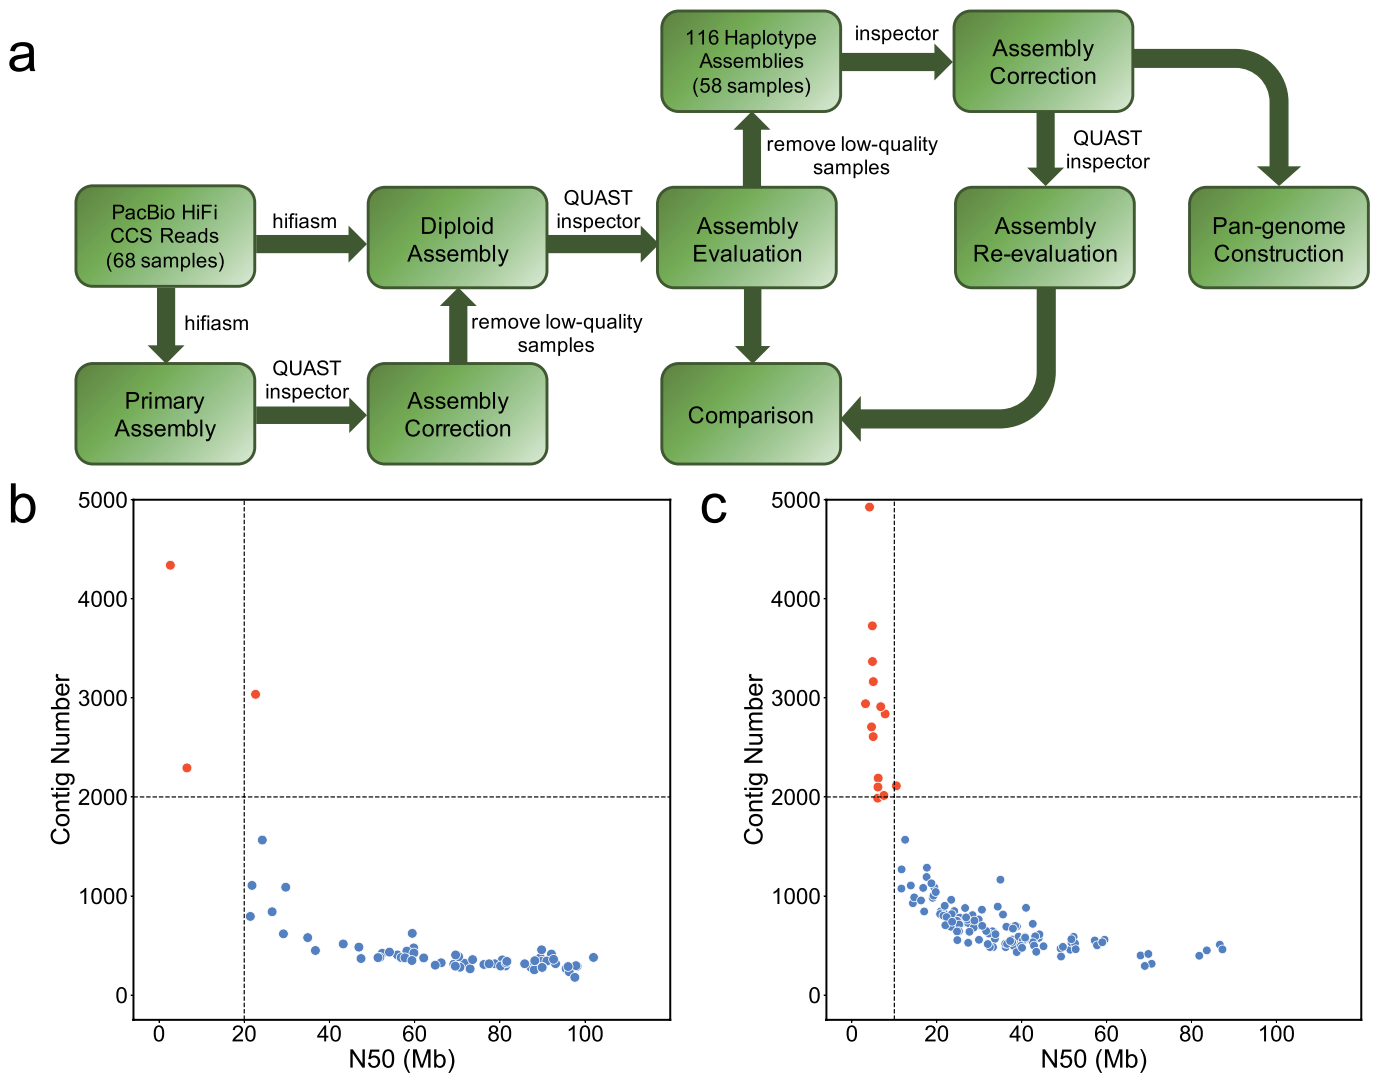 a
116 Haplotype
Assemblies
(58 samples)
inspector
Assembly
Correction
remove low-quality
samples
QUAST
inspector
PacBio HiFi
CCS Reads
(68 samples)
hifiasm
Diploid
Assembly
QUAST
inspector
Assembly
Evaluation
Assembly
Re-evaluation
Pan-genome
Construction
hifiasm
remove low-quality
samples
Primary
Assembly
QUAST
inspector
Assembly
Correction
Comparison
b
5000
4000
3000
2000
1000
0
Contig Number
0
20
40
60
80
100
N50 (Mb)
c
5000
4000
3000
2000
1000
0
Contig Number
0
20
40
60
80
100
N50 (Mb)